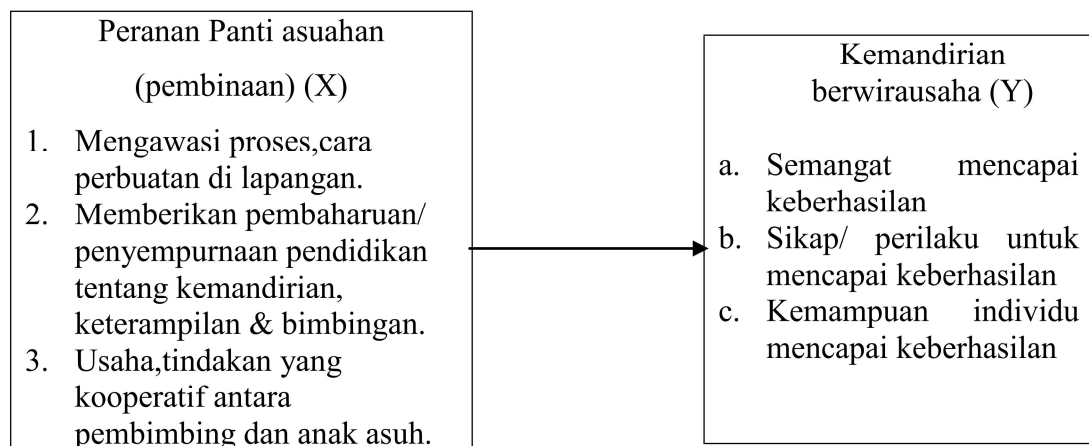 Peranan Panti asuahan
(pembinaan) (X)
1. Mengawasi proses,cara
perbuatan di lapangan.
2. Memberikan pembaharuan/
penyempurnaan pendidikan
tentang kemandirian,
keterampilan & bimbingan.
3. Usaha,tindakan yang
kooperatif antara
pembimbing dan anak asuh.
Kemandirian
berwirausaha (Y)
a. Semangat mencapai
keberhasilan
b. Sikap/ perilaku untuk
mencapai keberhasilan
c. Kemampuan individu
mencapai keberhasilan